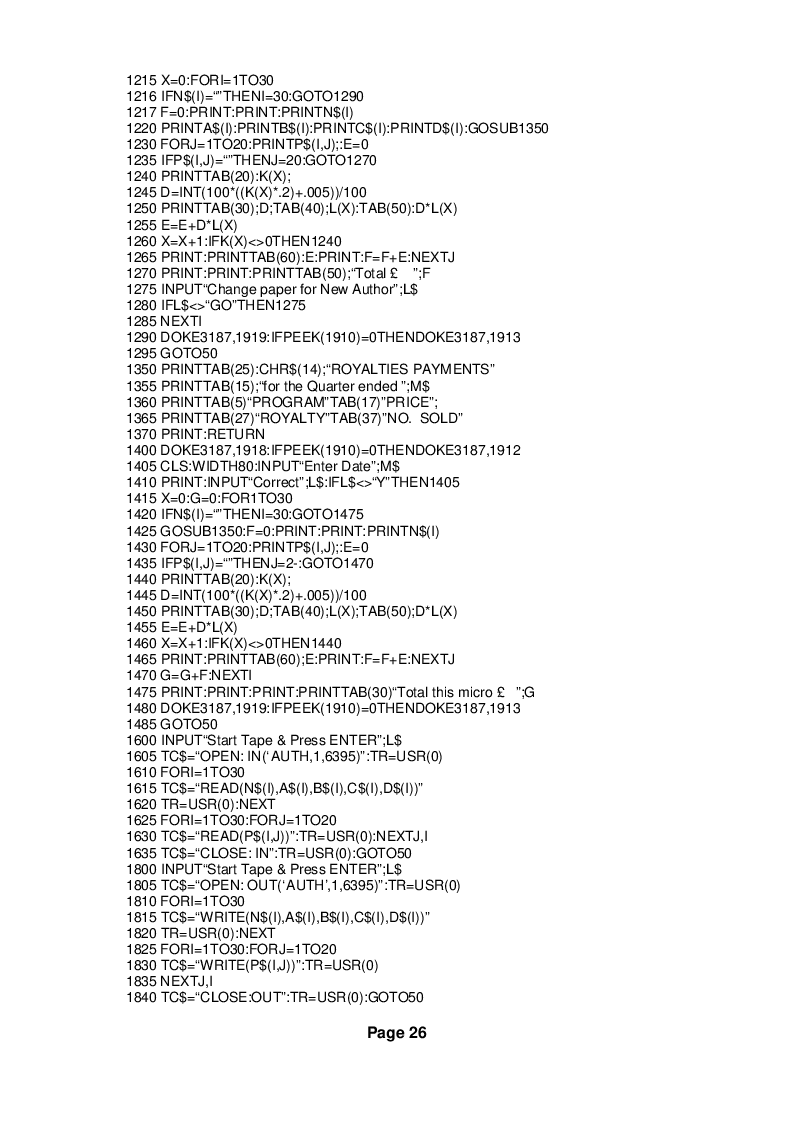 1215 X=0:FORI=1TO30
1216 IFN$(I)=“”THENI=30:GOTO1290
1217 F=0:PRINT:PRINT:PRINTN$(I)
1220 PRINTA$(I):PRINTB$(I):PRINTC$(I):PRINTD$(I):GOSUB1350
1230 FORJ=1TO20:PRINTP$(I,J);:E=0
1235 IFP$(I,J)=“”THENJ=20:GOTO1270
1240 PRINTTAB(20):K(X);
1245 D=INT(100*((K(X)*.2)+.005))/100
1250 PRINTTAB(30);D;TAB(40);L(X):TAB(50):D*L(X)
1255 E=E+D*L(X)
1260 X=X+1:IFK(X)<>0THEN1240
1265 PRINT:PRINTTAB(60):E:PRINT:F=F+E:NEXTJ
1270 PRINT:PRINT:PRINTTAB(50);“Total £   ”;F
1275 INPUT“Change paper for New Author”;L$
1280 IFL$<>“GO”THEN1275
1285 NEXTI
1290 DOKE3187,1919:IFPEEK(1910)=0THENDOKE3187,1913
1295 GOTO50
1350 PRINTTAB(25):CHR$(14);“ROYALTIES PAYMENTS”
1355 PRINTTAB(15);“for the Quarter ended ”;M$
1360 PRINTTAB(5)“PROGRAM”TAB(17)”PRICE”;
1365 PRINTTAB(27)“ROYALTY”TAB(37)”NO.  SOLD”
1370 PRINT:RETURN
1400 DOKE3187,1918:IFPEEK(1910)=0THENDOKE3187,1912
1405 CLS:WIDTH80:INPUT“Enter Date”;M$
1410 PRINT:INPUT“Correct”;L$:IFL$<>“Y”THEN1405
1415 X=0:G=0:FOR1TO30
1420 IFN$(I)=“”THENI=30:GOTO1475
1425 GOSUB1350:F=0:PRINT:PRINT:PRINTN$(I)
1430 FORJ=1TO20:PRINTP$(I,J);:E=0
1435 IFP$(I,J)=“”THENJ=2-:GOTO1470
1440 PRINTTAB(20):K(X);
1445 D=INT(100*((K(X)*.2)+.005))/100
1450 PRINTTAB(30);D;TAB(40);L(X);TAB(50);D*L(X)
1455 E=E+D*L(X)
1460 X=X+1:IFK(X)<>0THEN1440
1465 PRINT:PRINTTAB(60);E:PRINT:F=F+E:NEXTJ
1470 G=G+F:NEXTI
1475 PRINT:PRINT:PRINT:PRINTTAB(30)“Total this micro £   ”;G
1480 DOKE3187,1919:IFPEEK(1910)=0THENDOKE3187,1913
1485 GOTO50
1600 INPUT“Start Tape & Press ENTER”;L$
1605 TC$=“OPEN: IN(‘AUTH,1,6395)”:TR=USR(0)
1610 FORI=1TO30
1615 TC$=“READ(N$(I),A$(I),B$(I),C$(I),D$(I))”
1620 TR=USR(0):NEXT
1625 FORI=1TO30:FORJ=1TO20
1630 TC$=“READ(P$(I,J))”:TR=USR(0):NEXTJ,I
1635 TC$=“CLOSE: IN”:TR=USR(0):GOTO50
1800 INPUT“Start Tape & Press ENTER”;L$
1805 TC$=“OPEN: OUT(‘AUTH’,1,6395)”:TR=USR(0)
1810 FORI=1TO30
1815 TC$=“WRITE(N$(I),A$(I),B$(I),C$(I),D$(I))”
1820 TR=USR(0):NEXT
1825 FORI=1TO30:FORJ=1TO20
1830 TC$=“WRITE(P$(I,J))”:TR=USR(0)
1835 NEXTJ,I
1840 TC$=“CLOSE:OUT”:TR=USR(0):GOTO50
Page 26